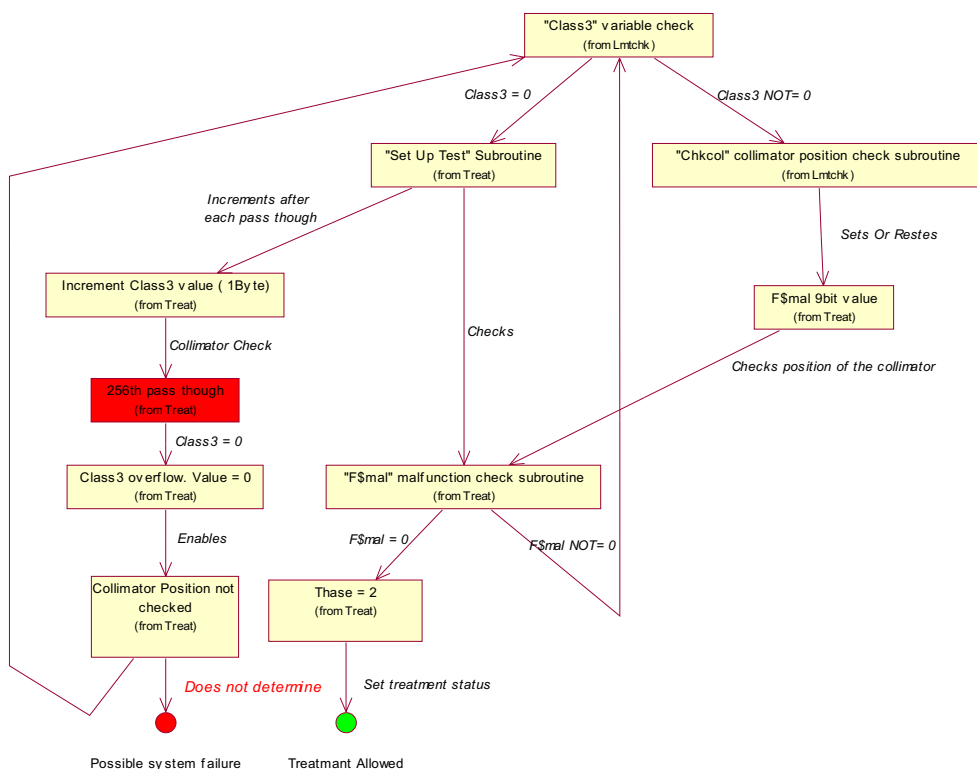 "Class3" variable check
(from Lmtchk)
Class3 = 0
Class3 NOT= 0
"Set Up Test" Subroutine
(from Treat)
"Chkcol" collimator position check subroutine
(from Lmtchk)
Increments after
each pass though
Sets Or Restes
Increment Class3 value ( 1Byte)
(from Treat)
F$mal 9bit value
(from Treat)
Checks
Collimator Check
Checks position of the collimator
256th pass though
(from Treat)
Class3 = 0
Class3 overflow. Value = 0
(from Treat)
"F$mal" malfunction check subroutine
(from Treat)
Enables
F$mal = 0
F$mal NOT= 0
Collimator Position not
checked
(from Treat)
Thase = 2
(from Treat)
Does not determine
Set treatment status
Possible system failure
Treatmant Allowed